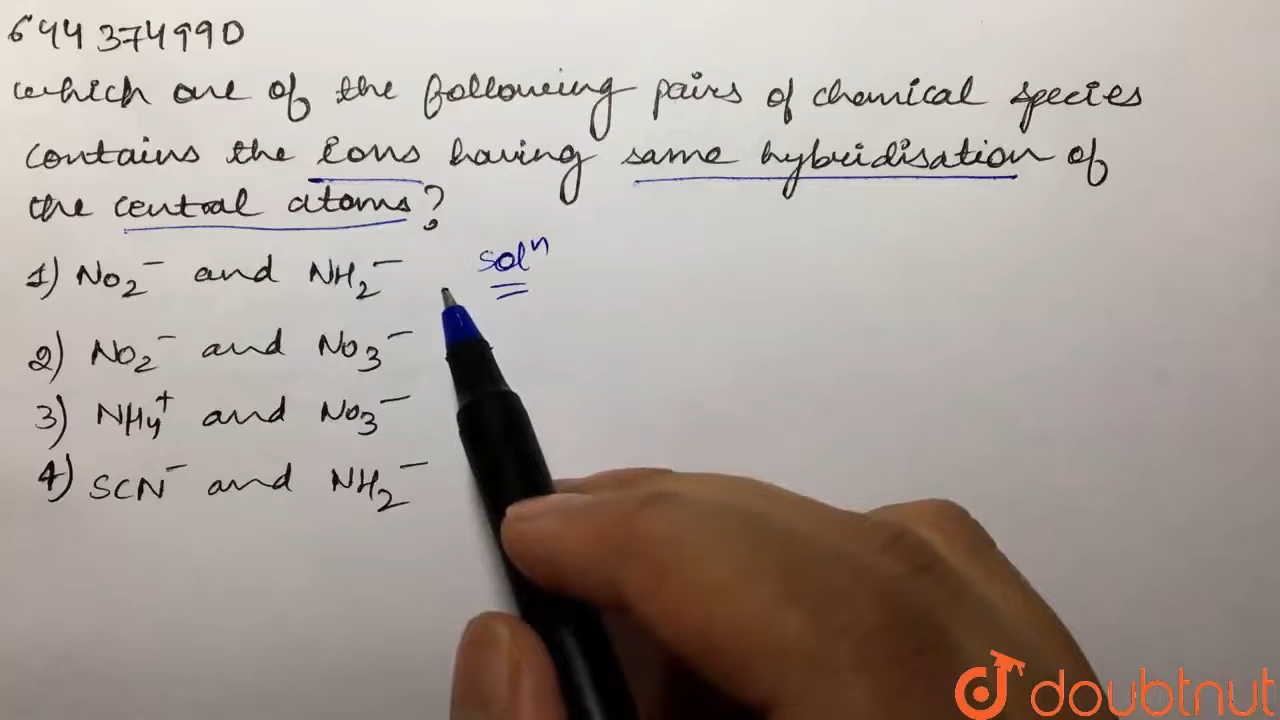 644374990
which one of the following pairs of chemical species
contains the ions having same hybridisation of
the central atoms?
1) NO₂⁻ and NH₂⁻ solⁿ
2) NO₂⁻ and NO₃⁻
3) NH₄⁺ and NO₃⁻
4) SCN⁻ and NH₂⁻
doubtnut